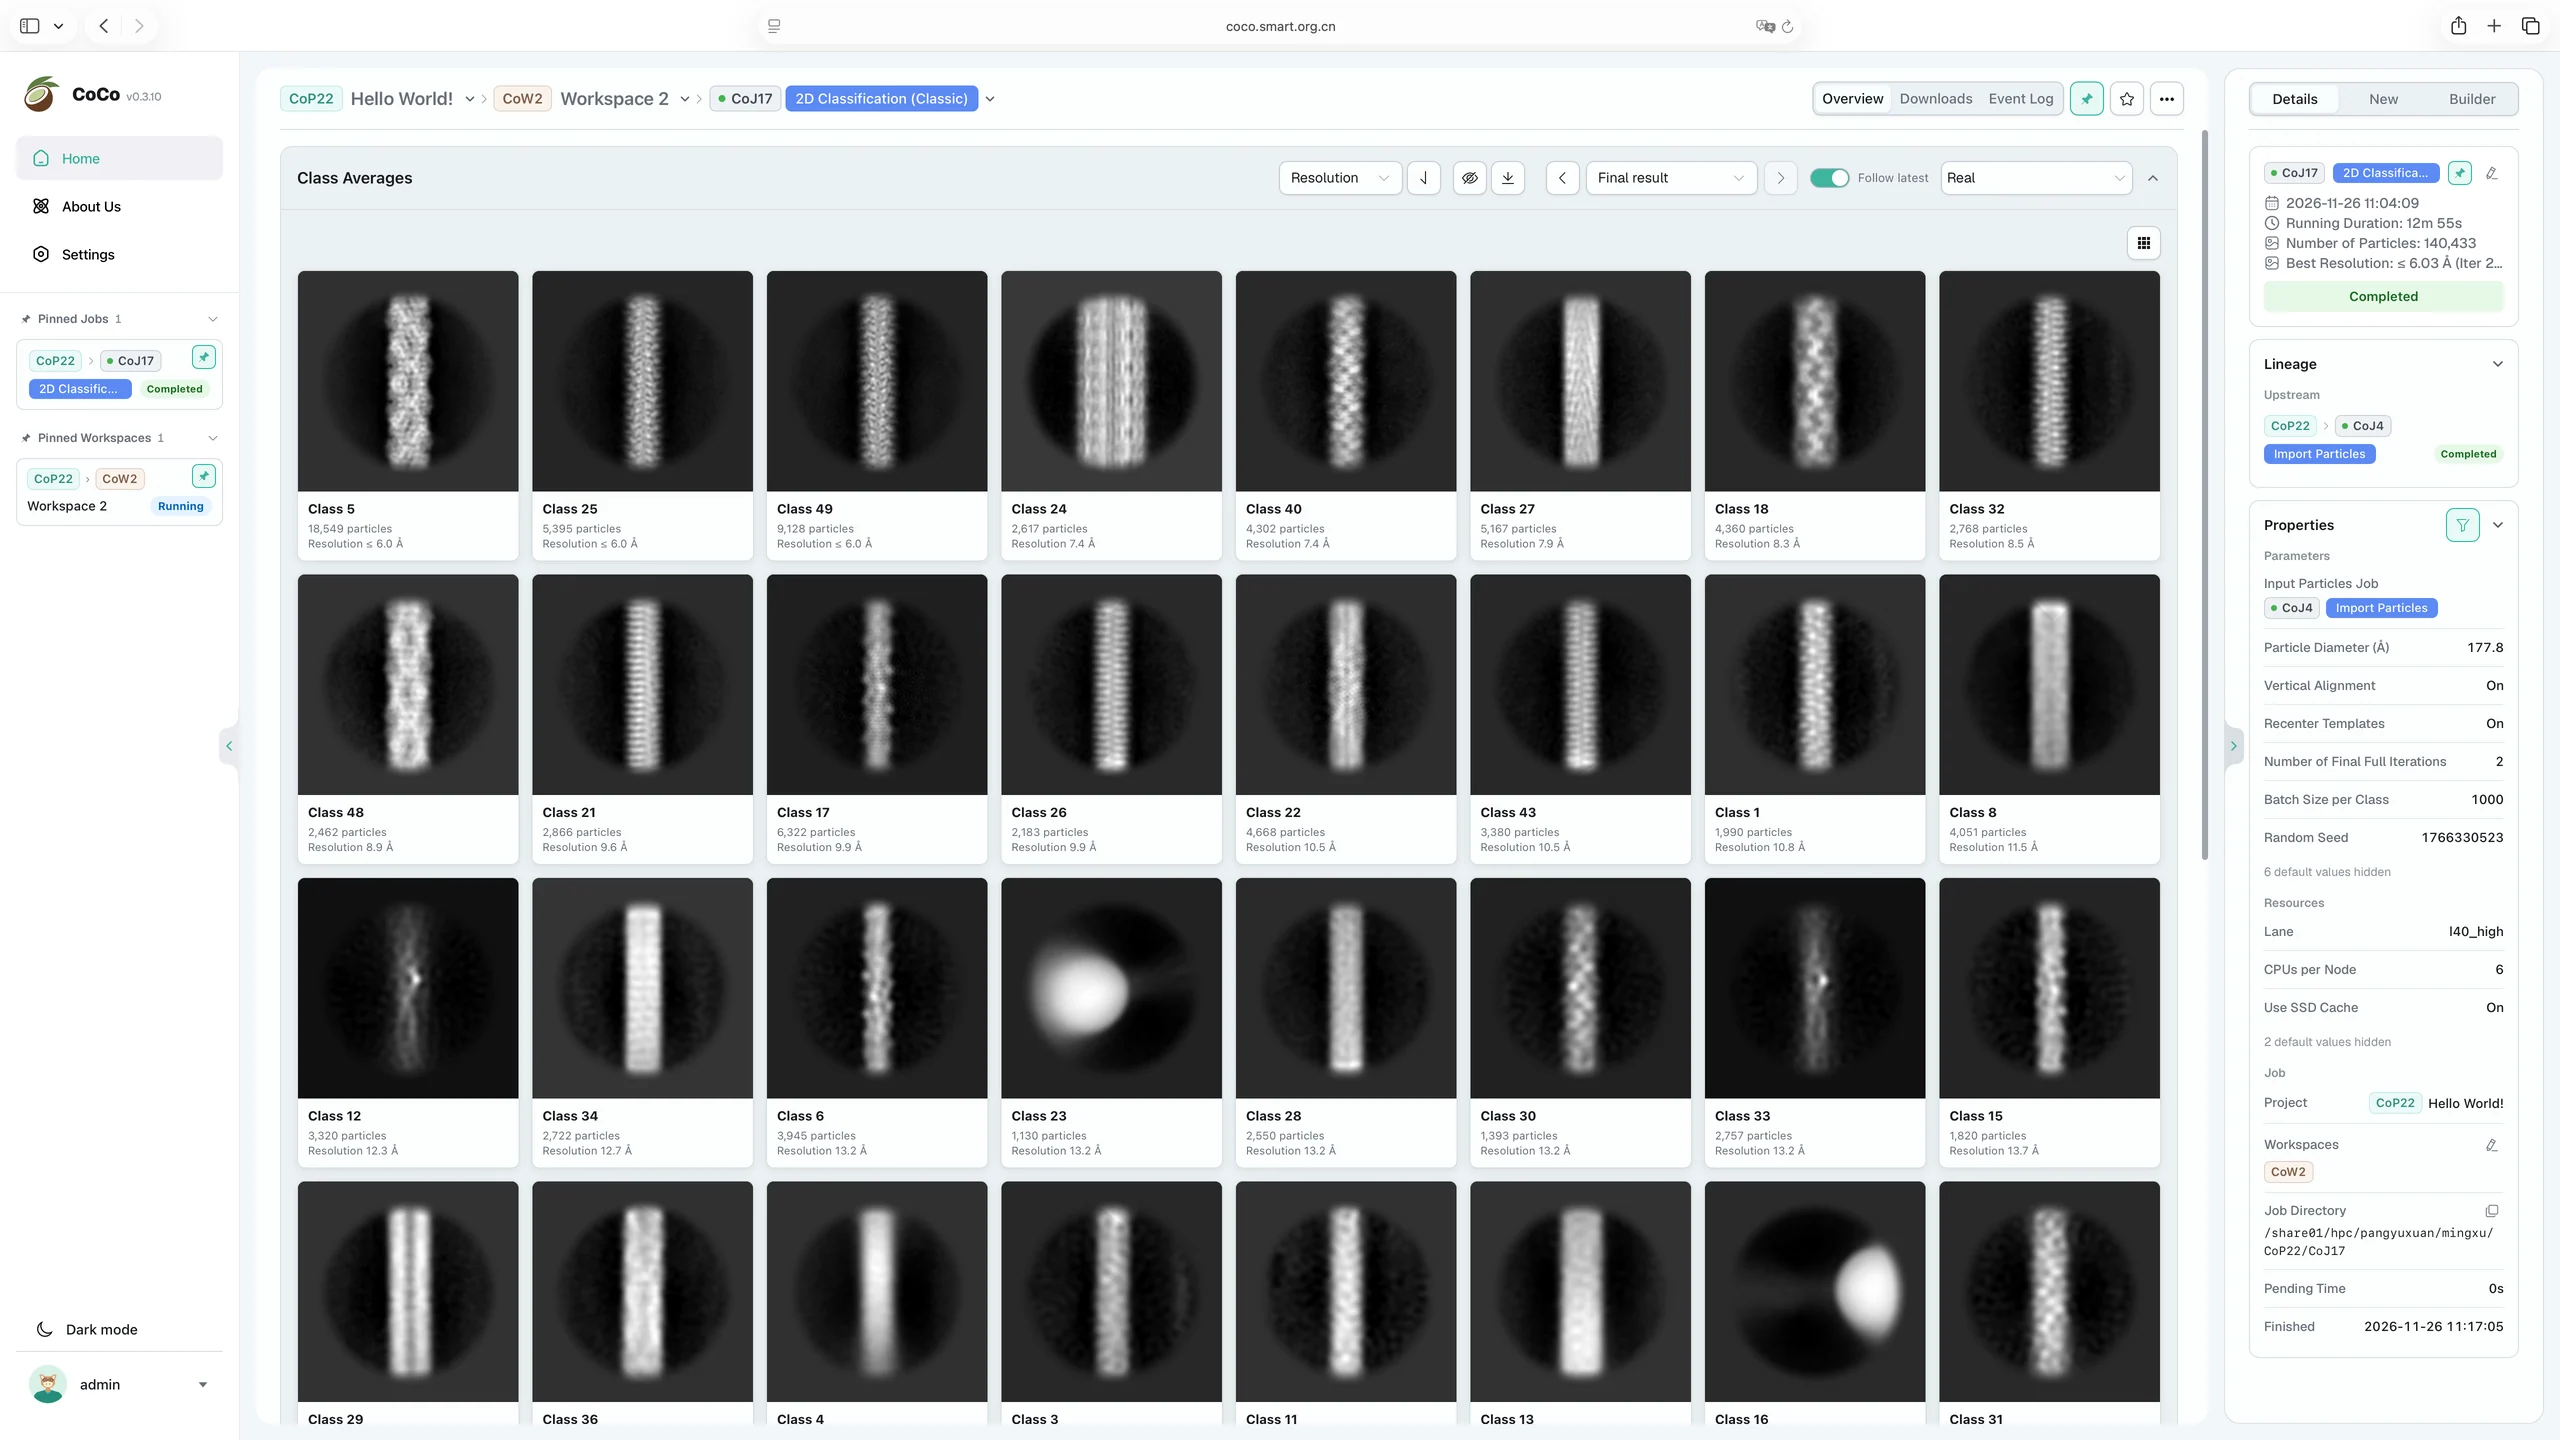 coco.smart.org.cn
CoCo v0.3.10
Home
About Us
Settings
Pinned Jobs 1
CoP22 CoJ17
2D Classific... Completed
Pinned Workspaces 1
CoP22 CoW2
Workspace 2 Running
Dark mode
admin
CoP22 Hello World! CoW2 Workspace 2 CoJ17 2D Classification (Classic)
Overview Downloads Event Log
Class Averages
Resolution
Final result
Follow latest
Real
Class 5
18,549 particles
Resolution ≤ 6.0 Å
Class 25
5,395 particles
Resolution ≤ 6.0 Å
Class 49
9,128 particles
Resolution ≤ 6.0 Å
Class 24
2,617 particles
Resolution 7.4 Å
Class 40
4,302 particles
Resolution 7.4 Å
Class 27
5,167 particles
Resolution 7.9 Å
Class 18
4,360 particles
Resolution 8.3 Å
Class 32
2,768 particles
Resolution 8.5 Å
Class 48
2,462 particles
Resolution 8.9 Å
Class 21
2,866 particles
Resolution 9.6 Å
Class 17
6,322 particles
Resolution 9.9 Å
Class 26
2,183 particles
Resolution 9.9 Å
Class 22
4,668 particles
Resolution 10.5 Å
Class 43
3,380 particles
Resolution 10.5 Å
Class 1
1,990 particles
Resolution 10.8 Å
Class 8
4,051 particles
Resolution 11.5 Å
Class 12
3,320 particles
Resolution 12.3 Å
Class 34
2,722 particles
Resolution 12.7 Å
Class 6
3,945 particles
Resolution 13.2 Å
Class 23
1,130 particles
Resolution 13.2 Å
Class 28
2,550 particles
Resolution 13.2 Å
Class 30
1,393 particles
Resolution 13.2 Å
Class 33
2,757 particles
Resolution 13.2 Å
Class 15
1,820 particles
Resolution 13.7 Å
Class 29
Class 36
Class 4
Class 3
Class 11
Class 13
Class 16
Class 31
Details New Builder
CoJ17 2D Classifica...
2026-11-26 11:04:09
Running Duration: 12m 55s
Number of Particles: 140,433
Best Resolution: ≤ 6.03 Å (Iter 2...
Completed
Lineage
Upstream
CoP22 CoJ4
Import Particles Completed
Properties
Parameters
Input Particles Job
CoJ4 Import Particles
Particle Diameter (Å) 177.8
Vertical Alignment On
Recenter Templates On
Number of Final Full Iterations 2
Batch Size per Class 1000
Random Seed 1766330523
6 default values hidden
Resources
Lane l40_high
CPUs per Node 6
Use SSD Cache On
2 default values hidden
Job
Project CoP22 Hello World!
Workspaces
CoW2
Job Directory
/share01/hpc/pangyuxuan/mingxu/
CoP22/CoJ17
Pending Time 0s
Finished 2026-11-26 11:17:05